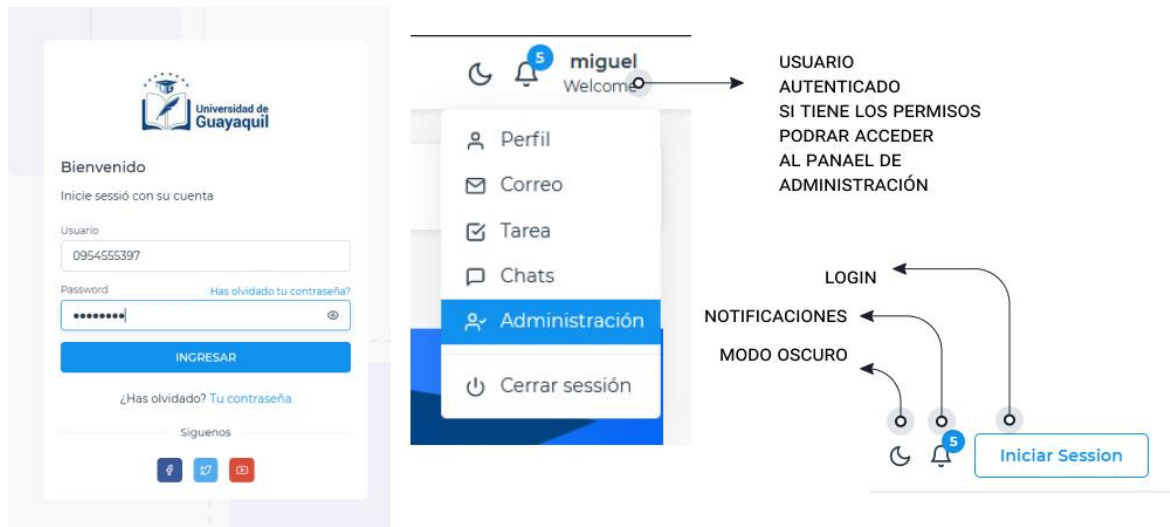 Universidad de
Guayaquil
Bienvenido
Inicie sessió con su cuenta
Usuario
0954555397
Password
Has olvidado tu contraseña?
INGRESAR
¿Has olvidado? Tu contraseña
Siguenos
5
miguel
Welcome
Perfil
Correo
Tarea
Chats
Administración
Cerrar sessión
USUARIO
AUTENTICADO
SI TIENE LOS PERMISOS
PODRAR ACCEDER
AL PANAEL DE
ADMINISTRACIÓN
LOGIN
NOTIFICACIONES
MODO OSCURO
5
Iniciar Session